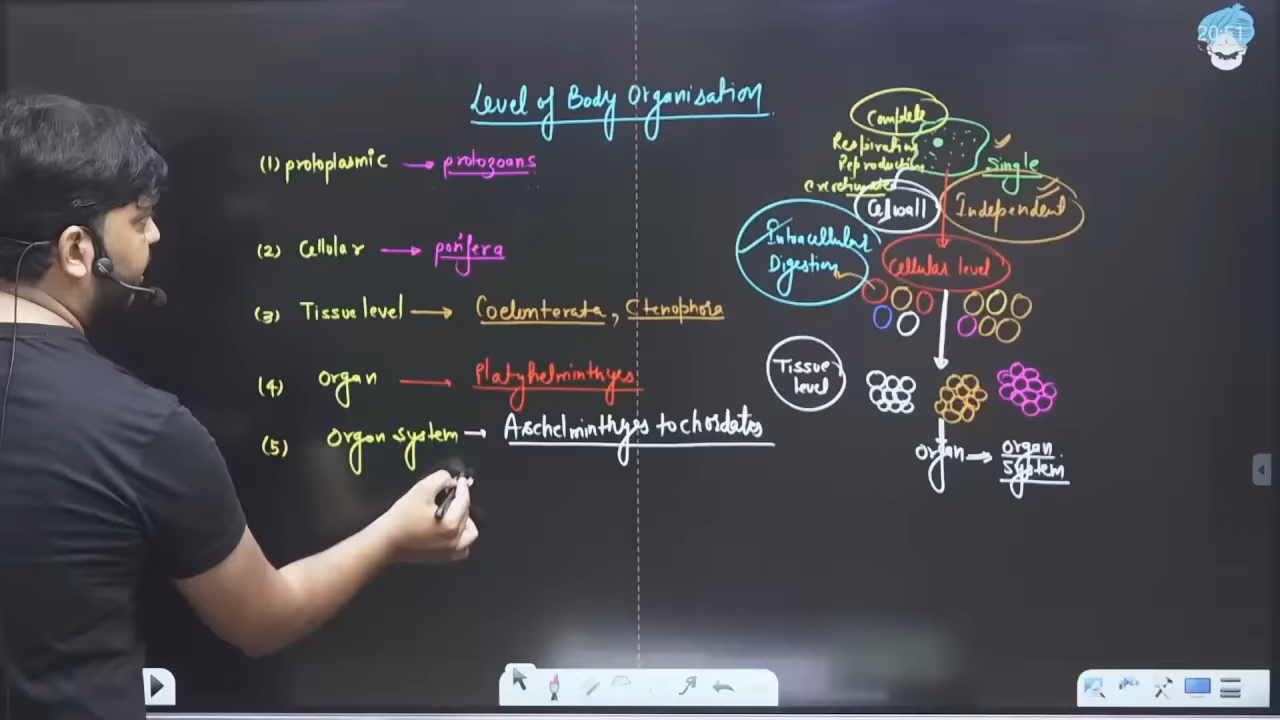 20:51
Level of Body Organisation
(1) protoplasmic → protozoans
(2) Cellular → porifera
(3) Tissue level → Coelenterata, Ctenophora
(4) Organ → Platyhelminthyes
(5) Organ system → Aschelminthyes to chordates
Complete
Respiration
Reproduction
Single
Cell wall
Independent
Intracellular
Digestion
Cellular level
Tissue
level
Organ → Organ
System